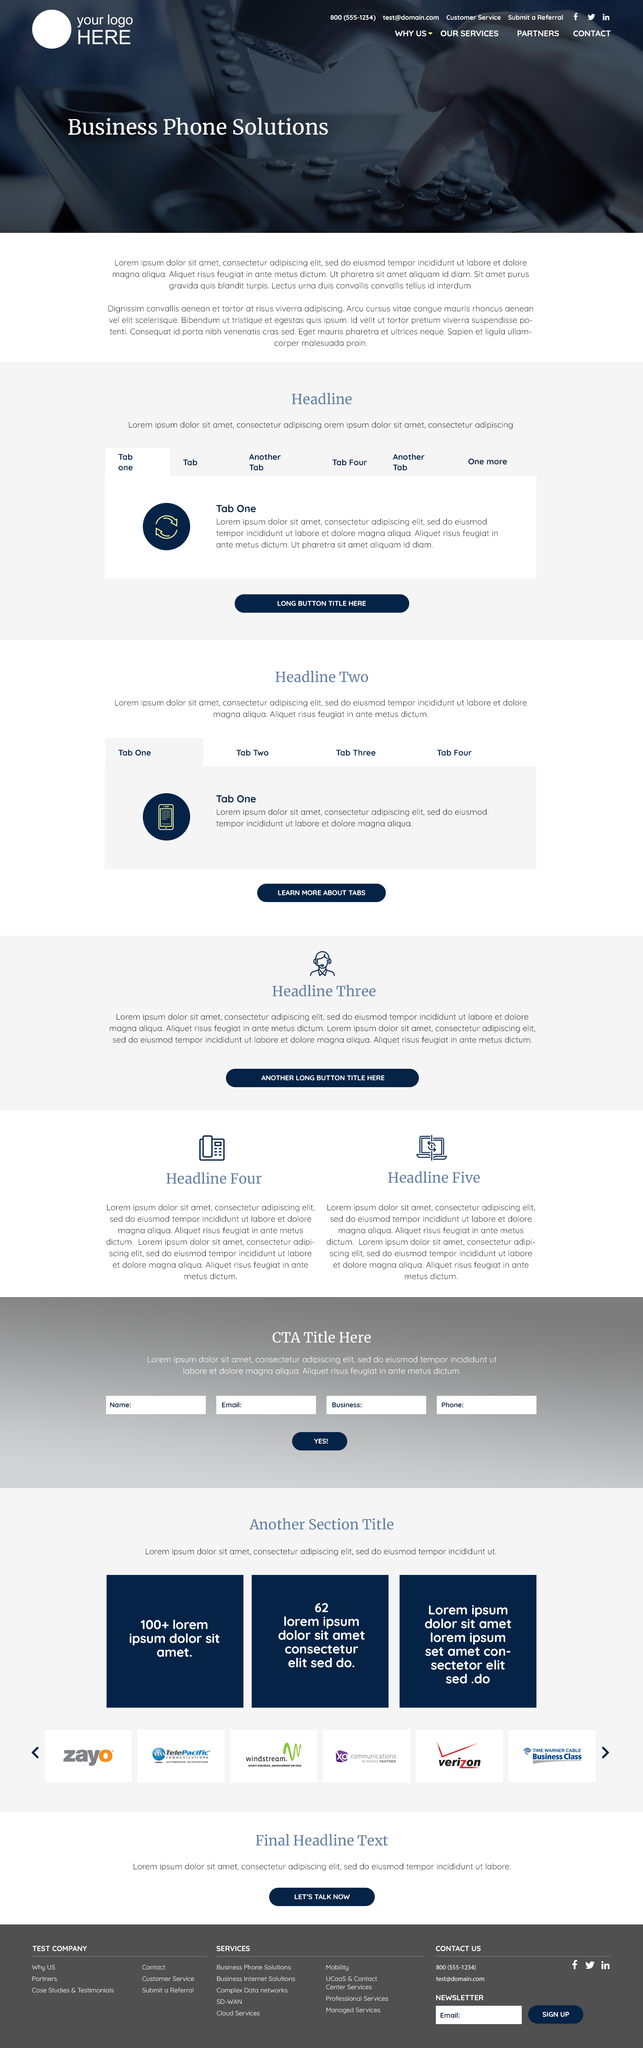 your logo
HERE
800 (555-1234) test@domain.com Customer Service Submit a Referral
WHY US OUR SERVICES PARTNERS CONTACT
Business Phone Solutions
Lorem ipsum dolor sit amet, consectetur adipiscing elit, sed do eiusmod tempor incididunt ut labore et dolore
magna aliqua. Aliquet risus feugiat in ante metus dictum. Ut pharetra sit amet aliquam id diam. Sit amet purus
gravida quis blandit turpis. Lectus urna duis convallis convallis tellus id interdum.
Dignissim convallis aenean et tortor at risus viverra adipiscing. Arcu cursus vitae congue mauris rhoncus aenean
vel elit scelerisque. Bibendum ut tristique et egestas quis ipsum. Id velit ut tortor pretium viverra suspendisse po-
tenti. Consequat id porta nibh venenatis cras sed. Eget mauris pharetra et ultrices neque. Sapien et ligula ullam-
corper malesuada proin.
Headline
Lorem ipsum dolor sit amet, consectetur adipiscing orem ipsum dolor sit amet, consectetur adipiscing
Tab one
Tab
Another Tab
Tab Four
Another Tab
One more
Tab One
Lorem ipsum dolor sit amet, consectetur adipiscing elit, sed do eiusmod
tempor incididunt ut labore et dolore magna aliqua. Aliquet risus feugiat in
ante metus dictum. Ut pharetra sit amet aliquam id diam.
LONG BUTTON TITLE HERE
Headline Two
Lorem ipsum dolor sit amet, consectetur adipiscing elit, sed do eiusmod tempor incididunt ut labore et dolore
magna aliqua. Aliquet risus feugiat in ante metus dictum.
Tab One Tab Two Tab Three Tab Four
Tab One
Lorem ipsum dolor sit amet, consectetur adipiscing elit, sed do eiusmod
tempor incididunt ut labore et dolore magna aliqua.
LEARN MORE ABOUT TABS
Headline Three
Lorem ipsum dolor sit amet, consectetur adipiscing elit, sed do eiusmod tempor incididunt ut labore et dolore
magna aliqua. Aliquet risus feugiat in ante metus dictum. Lorem ipsum dolor sit amet, consectetur adipiscing elit,
sed do eiusmod tempor incididunt ut labore et dolore magna aliqua. Aliquet risus feugiat in ante metus dictum.
ANOTHER LONG BUTTON TITLE HERE
Headline Four
Lorem ipsum dolor sit amet, consectetur adipiscing elit,
sed do eiusmod tempor incididunt ut labore et dolore
magna aliqua. Aliquet risus feugiat in ante metus
dictum. Lorem ipsum dolor sit amet, consectetur adipi-
scing elit, sed do eiusmod tempor incididunt ut labore
et dolore magna aliqua. Aliquet risus feugiat in ante
metus dictum.
Headline Five
Lorem ipsum dolor sit amet, consectetur adipiscing elit,
sed do eiusmod tempor incididunt ut labore et dolore
magna aliqua. Aliquet risus feugiat in ante metus
dictum. Lorem ipsum dolor sit amet, consectetur adipi-
scing elit, sed do eiusmod tempor incididunt ut labore
et dolore magna aliqua. Aliquet risus feugiat in ante
metus dictum.
CTA Title Here
Lorem ipsum dolor sit amet, consectetur adipiscing elit, sed do eiusmod tempor incididunt ut
labore et dolore magna aliqua. Aliquet risus feugiat in ante metus dictum.
Name: Email: Business: Phone:
YES!
Another Section Title
Lorem ipsum dolor sit amet, consectetur adipiscing elit, sed do eiusmod tempor incididunt ut.
100+ lorem
ipsum dolor sit
amet.
62
lorem ipsum
dolor sit amet
consectetur
elit sed do.
Lorem ipsum
dolor sit amet
lorem ipsum
set amet con-
sectetor elit
sed .do
zayo
TelePacific
COMMUNICATIONS
windstream
smart solutions. personalized service.
xo communications
BUSINESS PARTNER
verizon
TIME WARNER CABLE
Business Class
Final Headline Text
Lorem ipsum dolor sit amet, consectetur adipiscing elit, sed do eiusmod tempor incididunt ut labore.
LET'S TALK NOW
TEST COMPANY
Why US
Partners
Case Studies & Testimonials
Contact
Customer Service
Submit a Referral
SERVICES
Business Phone Solutions
Business Internet Solutions
Complex Data networks
SD-WAN
Cloud Services
Mobility
UCaaS & Contact
Center Services
Professional Services
Managed Services
CONTACT US
800 (555-1234)
test@domain.com
NEWSLETTER
Email: SIGN UP